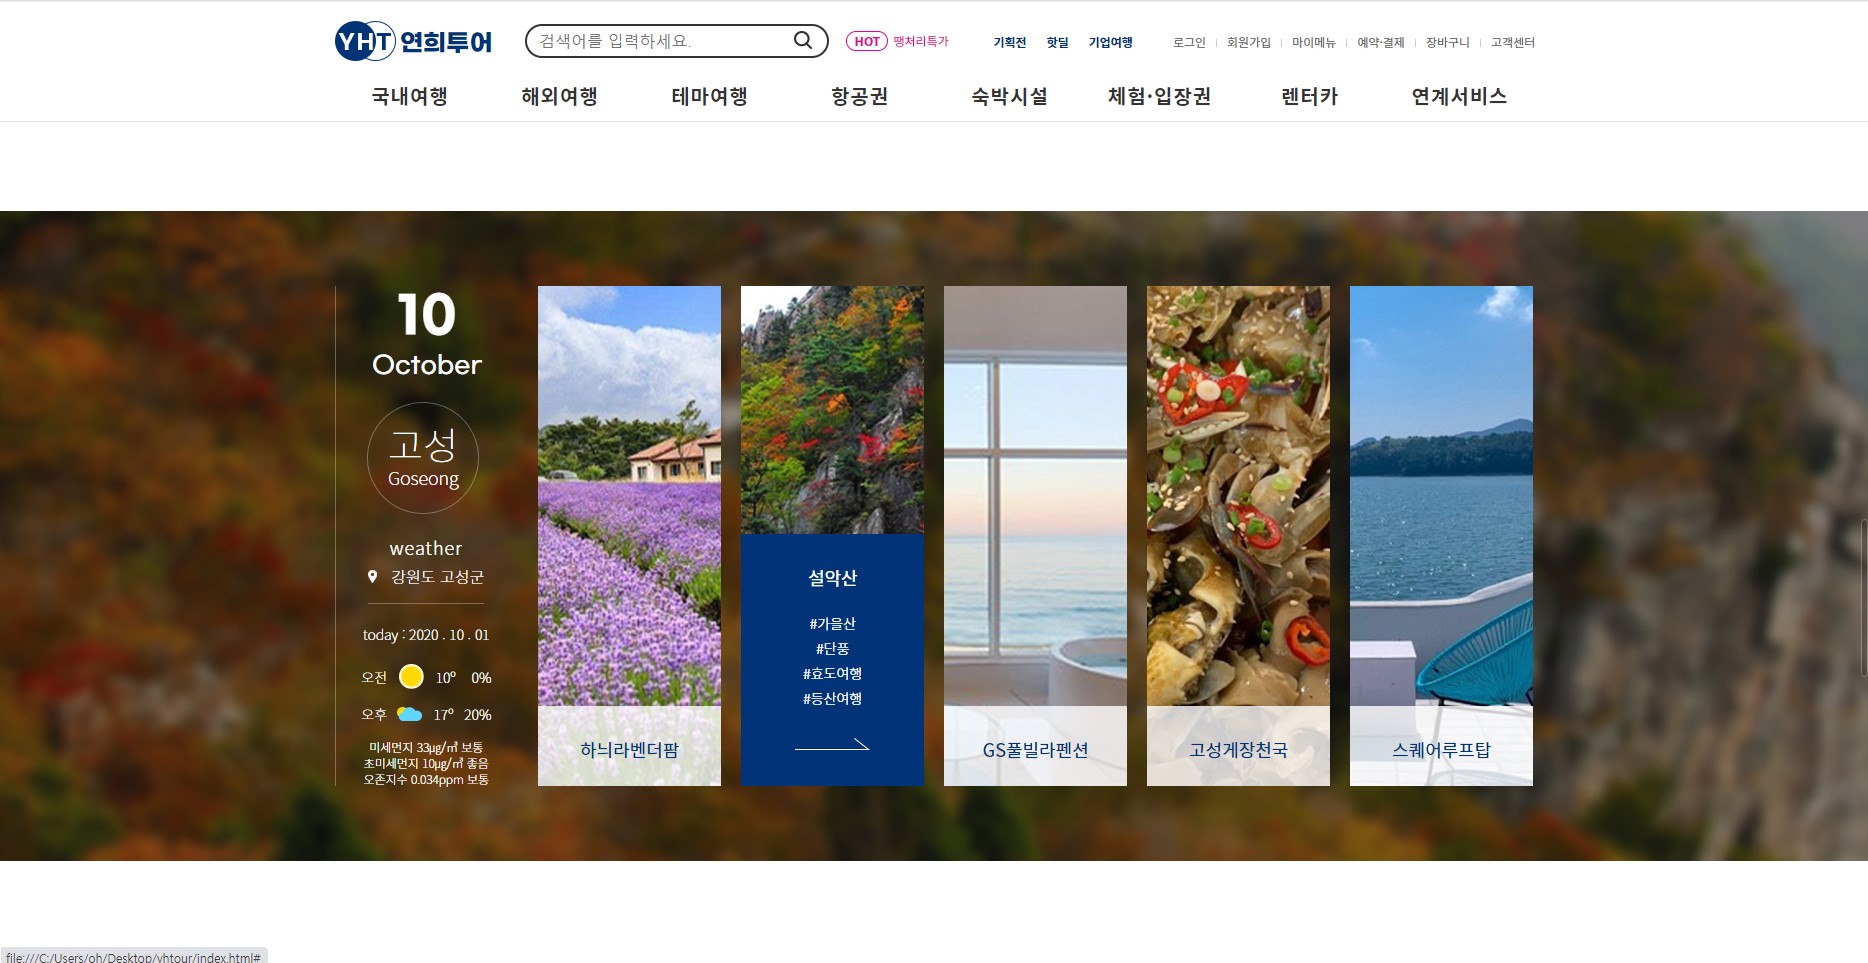 YHT 연희투어
검색어를 입력하세요.
HOT 땡처리특가
기획전 핫딜 기업여행
로그인 회원가입 마이메뉴 예약·결제 장바구니 고객센터
국내여행 해외여행 테마여행 항공권 숙박시설 체험·입장권 렌터카 연계서비스
10
October
고성
Goseong
weather
강원도 고성군
today : 2020 . 10 . 01
오전 10º 0%
오후 17º 20%
미세먼지 33㎍/㎥ 보통
초미세먼지 10㎍/㎥ 좋음
오존지수 0.034ppm 보통
하늬라벤더팜
설악산
#가을산
#단풍
#효도여행
#등산여행
GS풀빌라펜션
고성게장천국
스퀘어루프탑
file:///C:/Users/oh/Desktop/yhtour/index.html#